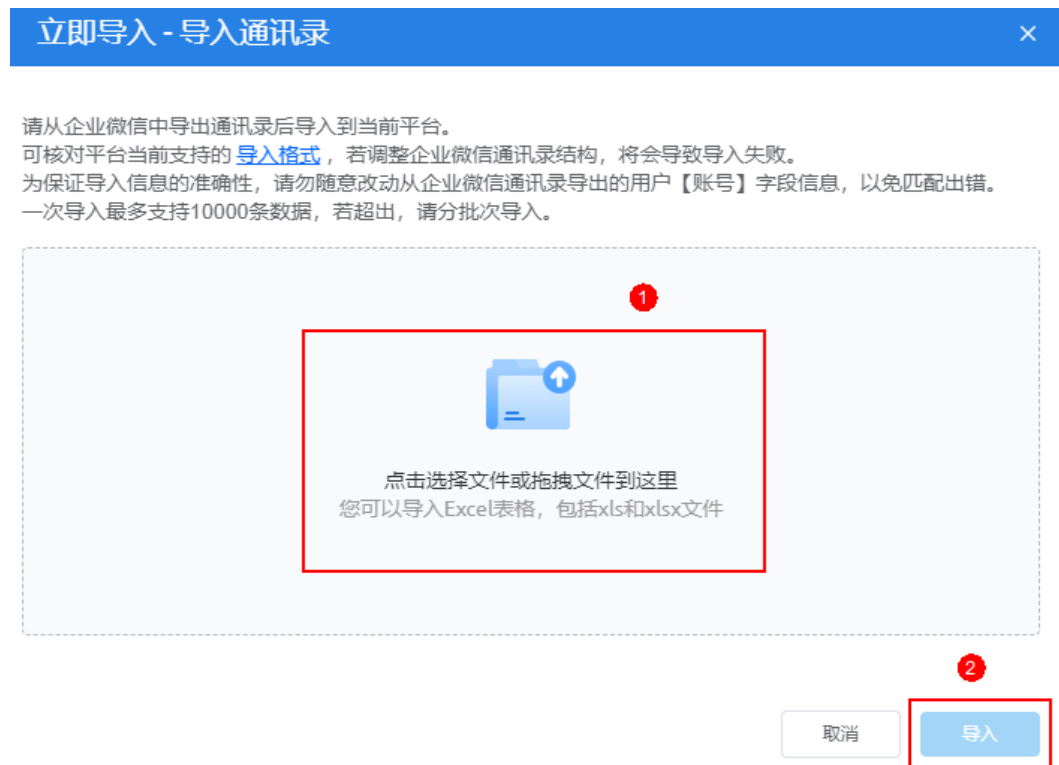 立即导入 - 导入通讯录
请从企业微信中导出通讯录后导入到当前平台。
可核对平台当前支持的 导入格式 ，若调整企业微信通讯录结构，将会导致导入失败。
为保证导入信息的准确性，请勿随意改动从企业微信通讯录导出的用户【账号】字段信息，以免匹配出错。
一次导入最多支持10000条数据，若超出，请分批次导入。
1
点击选择文件或拖拽文件到这里
您可以导入Excel表格，包括xls和xlsx文件
2
取消 导入